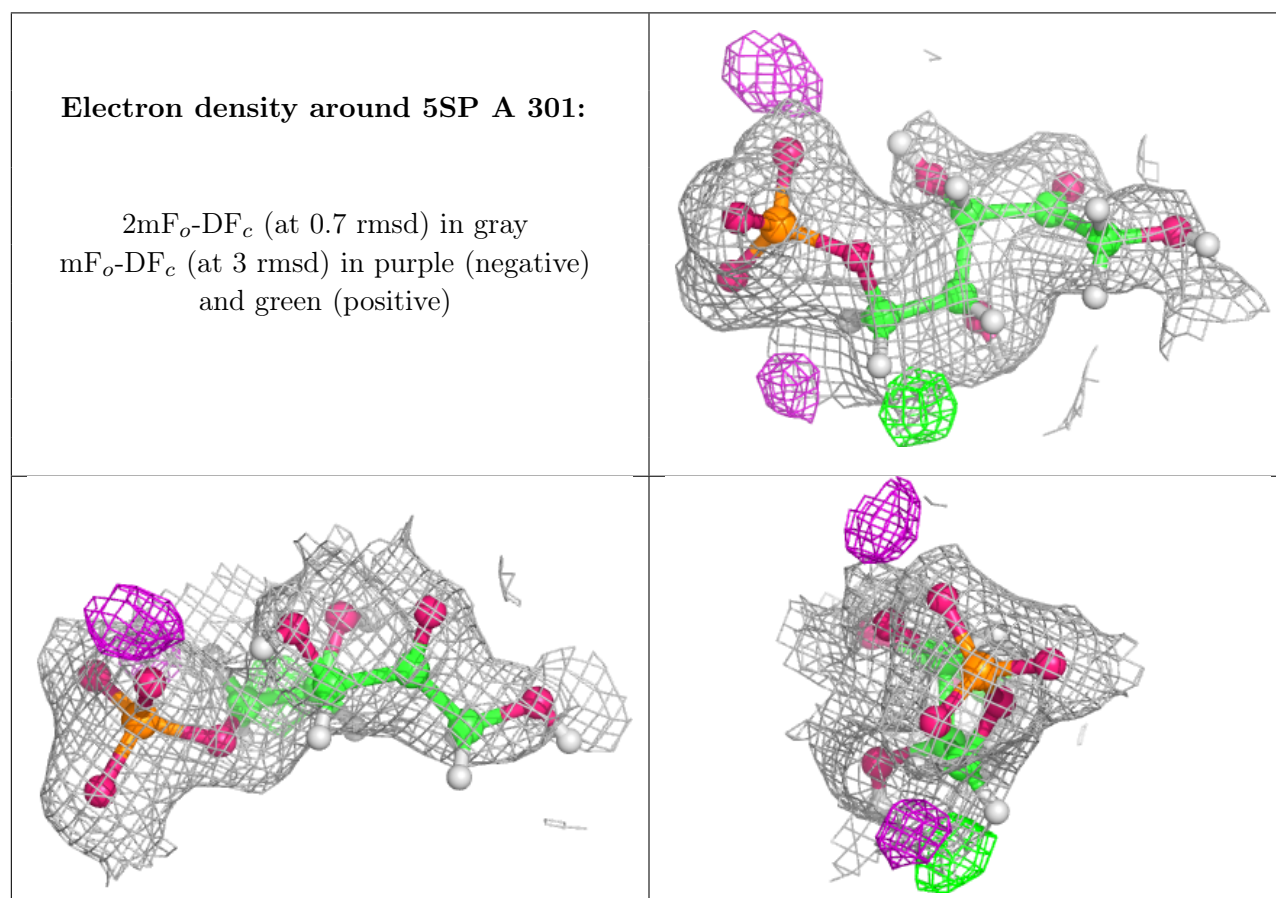 Electron density around 5SP A 301:
2mFo-DFc (at 0.7 rmsd) in gray
mFo-DFc (at 3 rmsd) in purple (negative)
and green (positive)